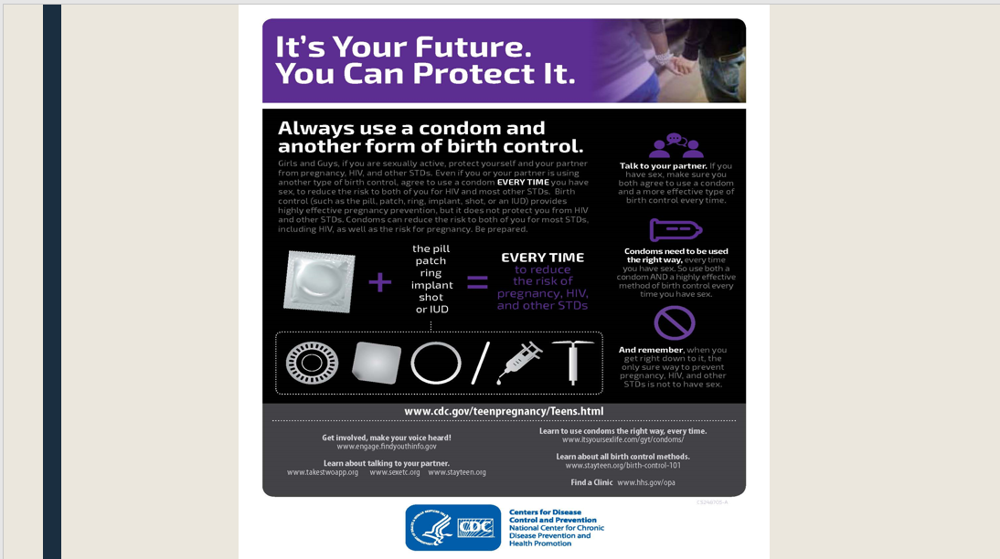 It's Your Future.
You Can Protect It.
Always use a condom and
another form of birth control.
Girls and Guys, if you are sexually active, protect yourself and your partner
from pregnancy, HIV, and other STDs. Even if you or your partner is using
another type of birth control, agree to use a condom EVERY TIME you have
sex, to reduce the risk to both of you for HIV and most other STDs. Birth
control (such as the pill, patch, ring, implant, shot, or an IUD) provides
highly effective pregnancy prevention, but it does not protect you from HIV
and other STDs. Condoms can reduce the risk to both of you for most STDs,
including HIV, as well as the risk for pregnancy. Be prepared.
+
the pill
patch
ring
implant
shot
or IUD
=
EVERY TIME
to reduce
the risk of
pregnancy, HIV,
and other STDs
Talk to your partner. If you
have sex, make sure you
both agree to use a condom
and a more effective type of
birth control every time.
Condoms need to be used
the right way, every time
you have sex. So use both a
condom AND a highly effective
method of birth control every
time you have sex.
And remember, when you
get right down to it, the
only sure way to prevent
pregnancy, HIV, and other
STDs is not to have sex.
www.cdc.gov/teenpregnancy/Teens.html
Get involved, make your voice heard!
www.engage.findyouthinfo.gov
Learn about talking to your partner.
www.takestwoapp.org www.sexetc.org www.stayteen.org
Learn to use condoms the right way, every time.
www.itsyoursexlife.com/gyt/condoms/
Learn about all birth control methods.
www.stayteen.org/birth-control-101
Find a Clinic www.hhs.gov/opa
CS246705-A
CDC
Centers for Disease
Control and Prevention
National Center for Chronic
Disease Prevention and
Health Promotion